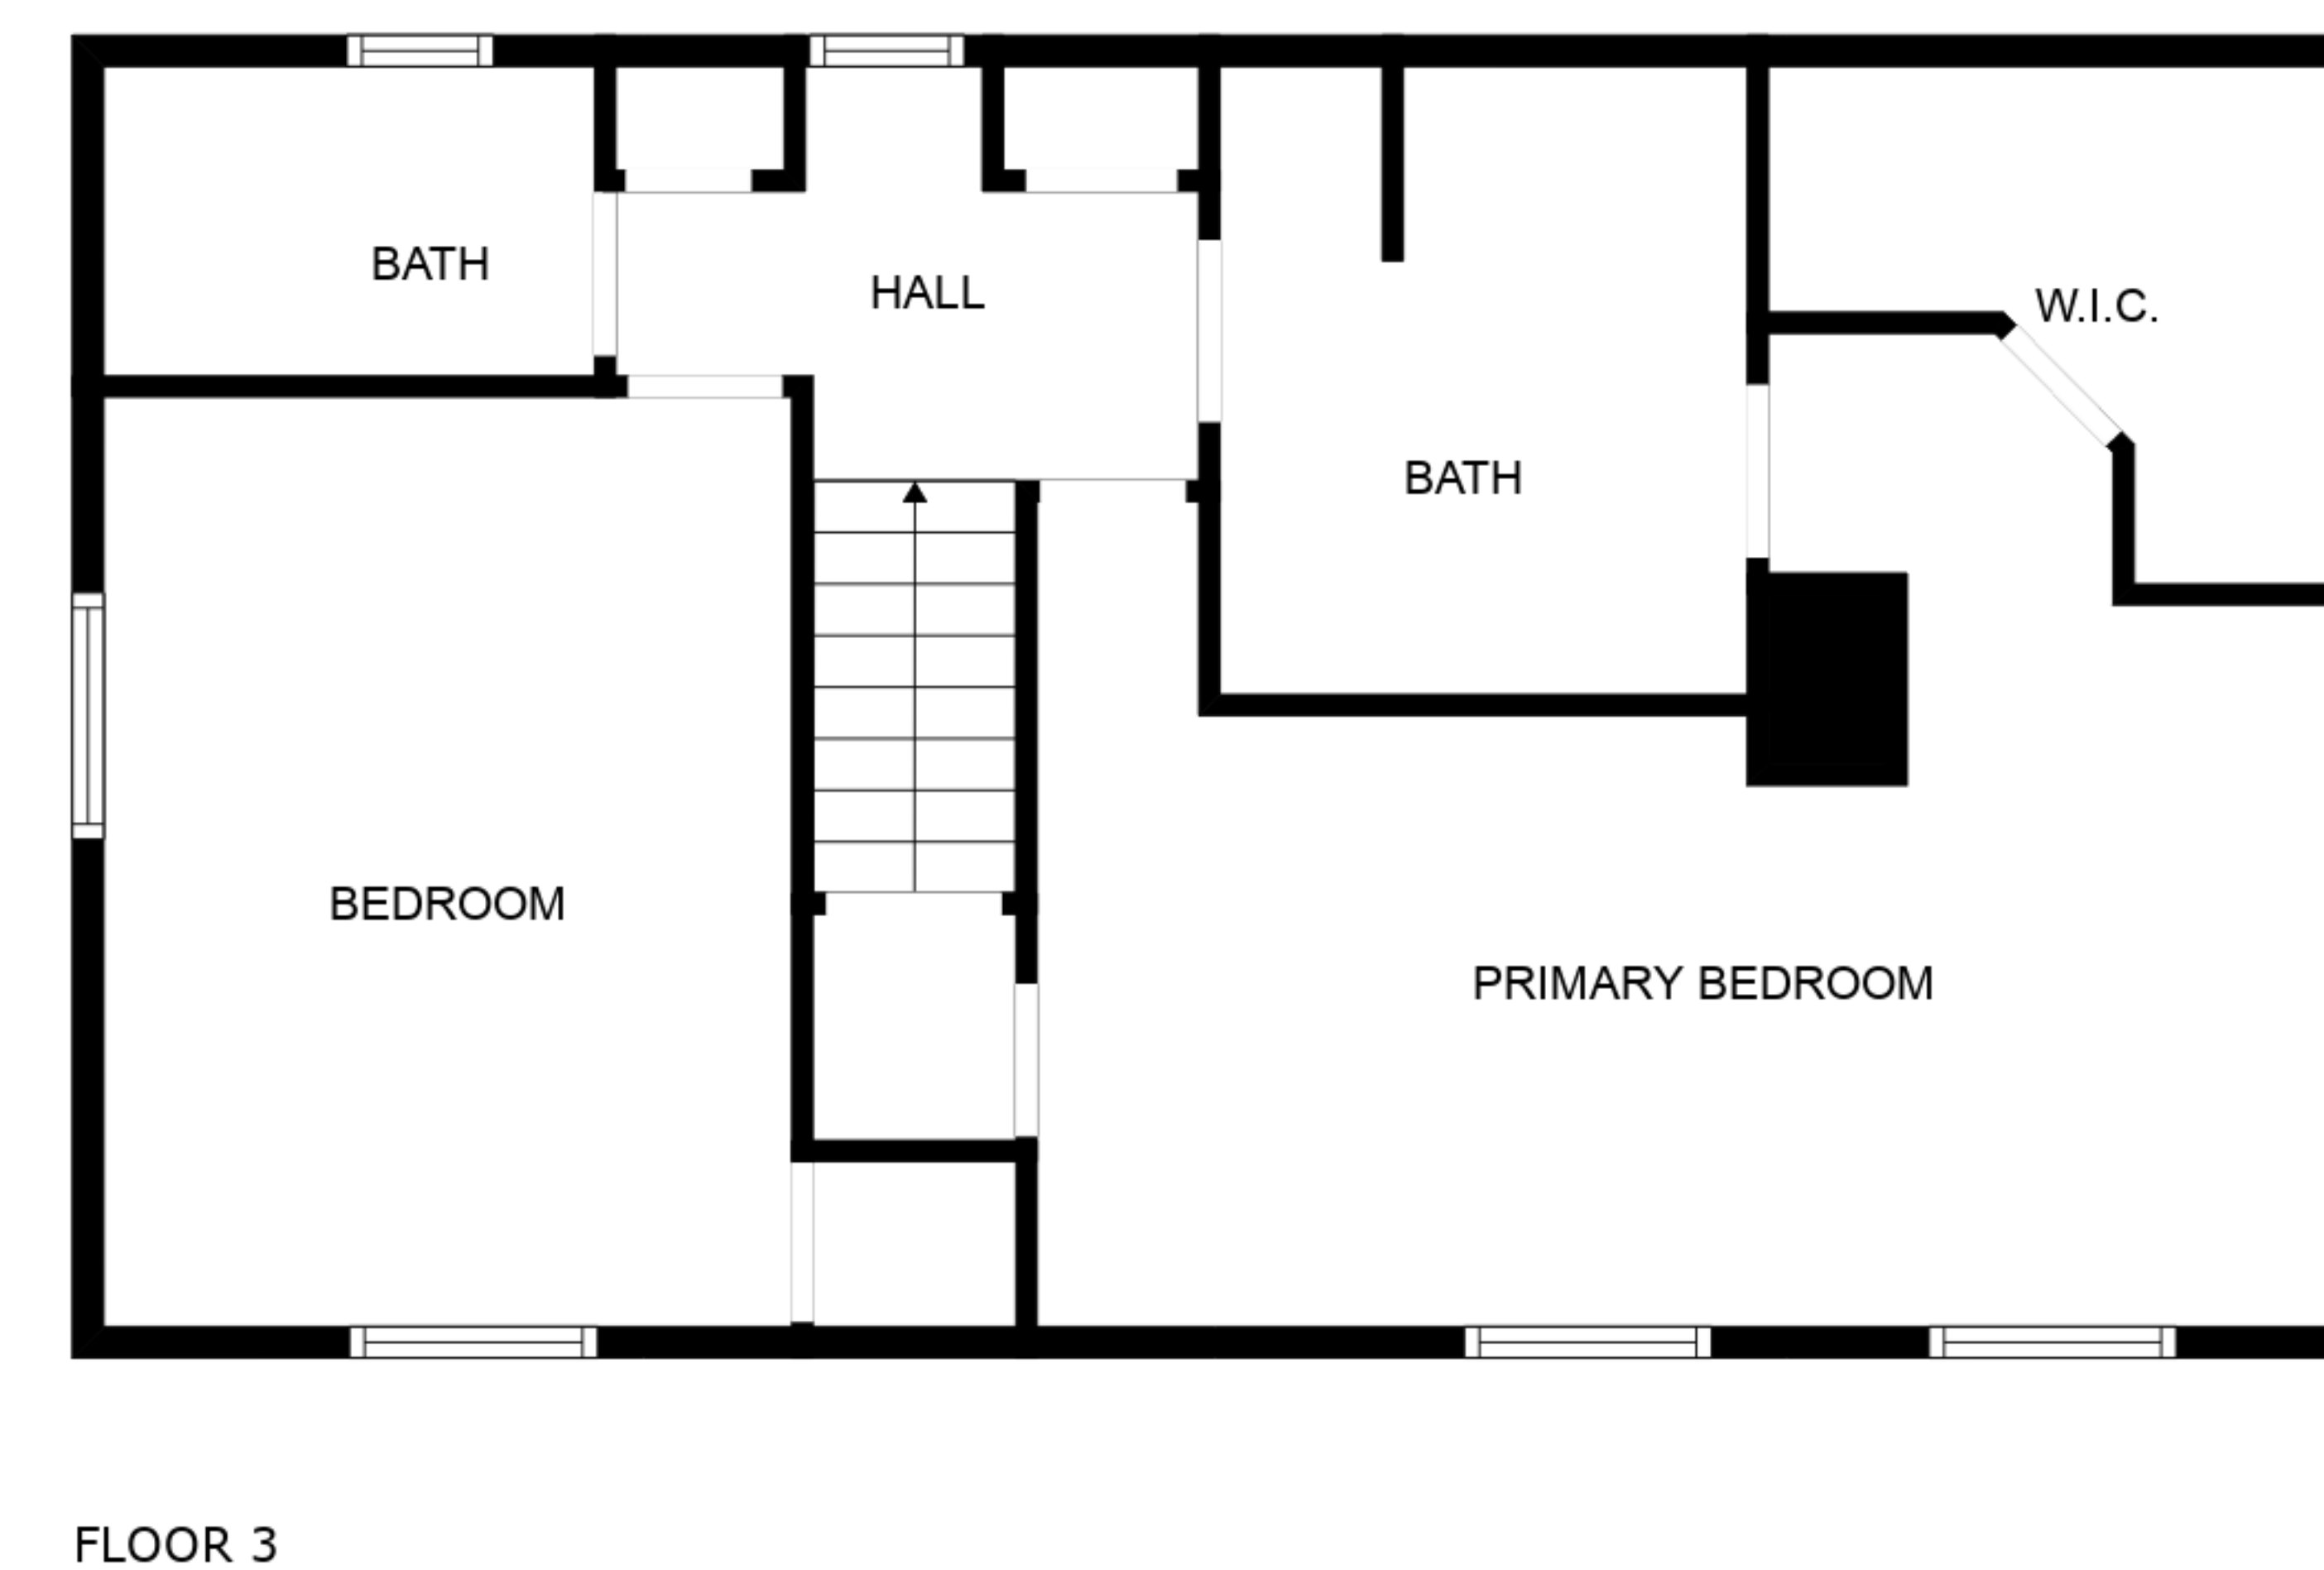 BATH
HALL
W.I.C.
BATH
BEDROOM
PRIMARY BEDROOM
FLOOR 3